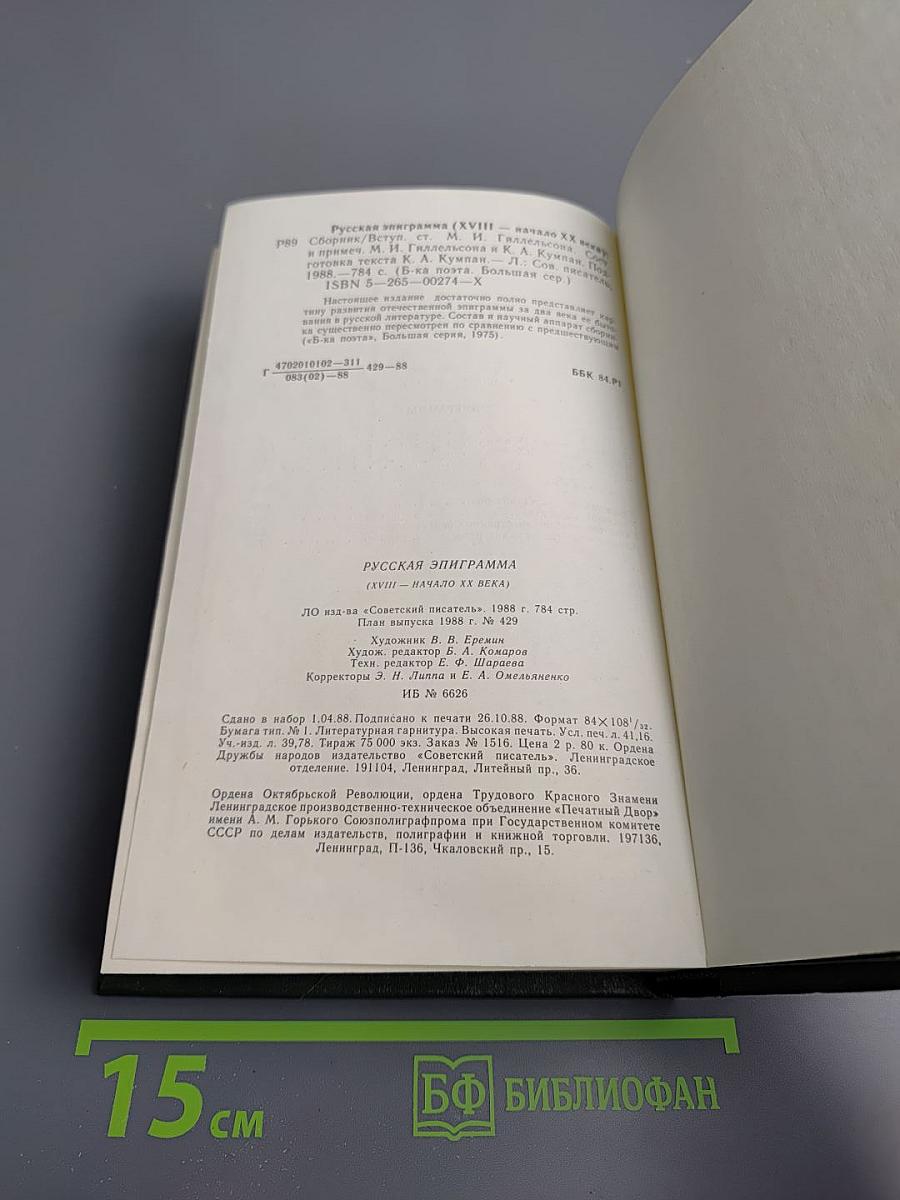 Русская эпиграмма (XVIII — начало XX века):
Р89 Сборник/Вступ. ст. М. И. Гиллельсона. Сост.
и примеч. М. И. Гиллельсона и К. А. Кумпан. Под-
готовка текста К. А. Кумпан.— Л.: Сов. писатель,
1988.—784 с. (Б-ка поэта. Большая сер.)
ISBN 5—265—00274—X
Настоящее издание достаточно полно представляет кар-
тину развития отечественной эпиграммы за два века ее быто-
вания в русской литературе. Состав и научный аппарат сборни-
ка существенно пересмотрен по сравнению с предшествующим
(«Б-ка поэта», Большая серия, 1975).
Г 4702010102—311 / 083(02)—88 429—88
ББК 84.Р1
РУССКАЯ ЭПИГРАММА
(XVIII — НАЧАЛО XX ВЕКА)
ЛО изд-ва «Советский писатель». 1988 г. 784 стр.
План выпуска 1988 г. № 429
Художник В. В. Еремин
Худож. редактор Б. А. Комаров
Техн. редактор Е. Ф. Шараева
Корректоры Э. Н. Липпа и Е. А. Омельяненко
ИБ № 6626
Сдано в набор 1.04.88. Подписано к печати 26.10.88. Формат 84×108¹/₃₂.
Бумага тип. № 1. Литературная гарнитура. Высокая печать. Усл. печ. л. 41,16.
Уч.-изд. л. 39,78. Тираж 75 000 экз. Заказ № 1516. Цена 2 р. 80 к. Ордена
Дружбы народов издательство «Советский писатель». Ленинградское
отделение. 191104, Ленинград, Литейный пр., 36.
Ордена Октябрьской Революции, ордена Трудового Красного Знамени
Ленинградское производственно-техническое объединение «Печатный Двор»
имени А. М. Горького Союзполиграфпрома при Государственном комитете
СССР по делам издательств, полиграфии и книжной торговли. 197136,
Ленинград, П-136, Чкаловский пр., 15.
15 см
БФ БИБЛИОФАН